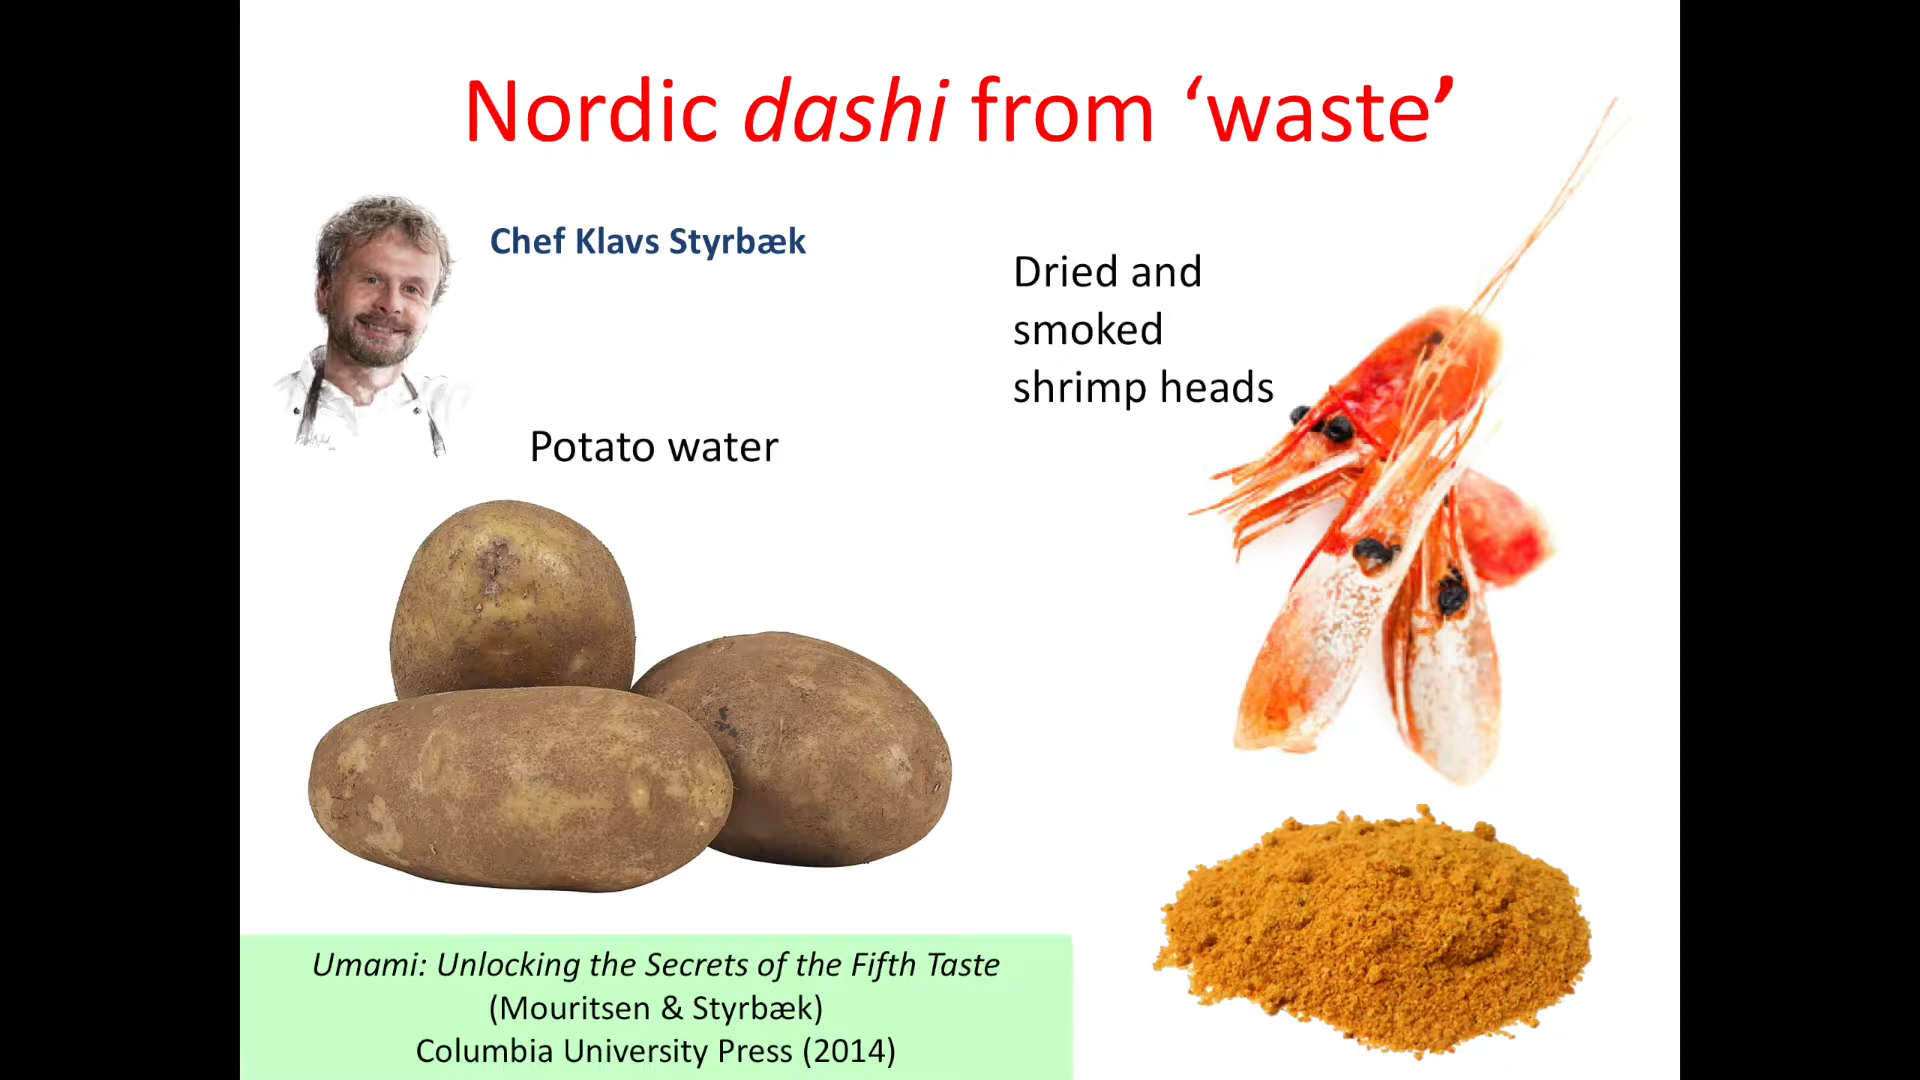 Nordic dashi from ‘waste’
Chef Klavs Styrbæk
Dried and
smoked
shrimp heads
Potato water
Umami: Unlocking the Secrets of the Fifth Taste
(Mouritsen & Styrbæk)
Columbia University Press (2014)